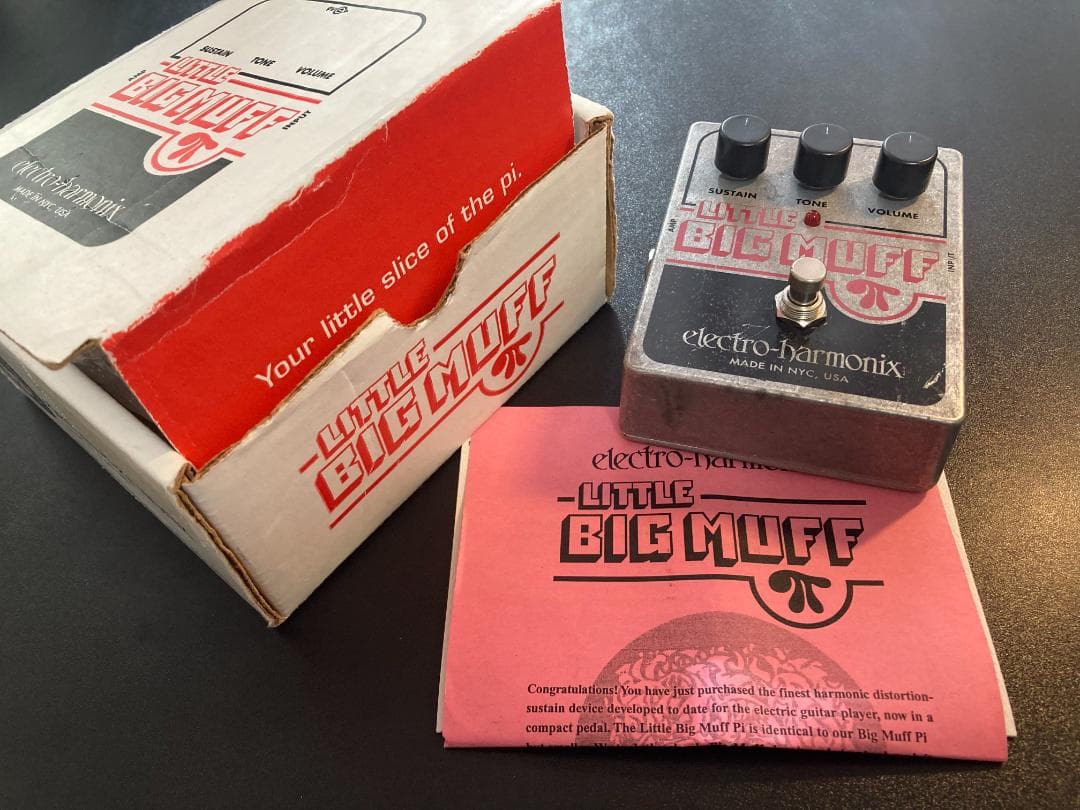 SUSTAIN
TONE
VOLUME
AMP
INPUT
LITTLE
BIG MUFF
π
electro-harmonix
MADE IN NYC, USA
Your little slice of the pi.
LITTLE
BIG MUFF
π
SUSTAIN
TONE
VOLUME
AMP
INPUT
LITTLE
BIG MUFF
π
electro-harmonix
MADE IN NYC, USA
LITTLE
BIG MUFF
π
Congratulations! You have just purchased the finest harmonic distortion-
sustain device developed to date for the electric guitar player, now in a
compact pedal. The Little Big Muff Pi is identical to our Big Muff Pi